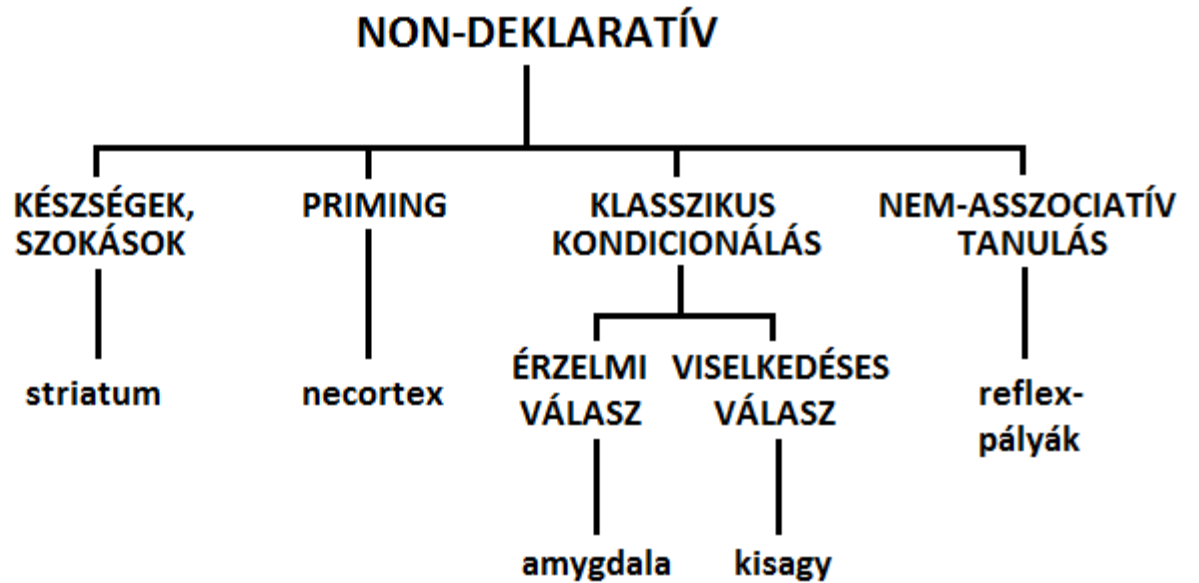 NON-DEKLARATÍV
KÉSZSÉGEK,
SZOKÁSOK
PRIMING
KLASSZIKUS
KONDICIONÁLÁS
NEM-ASSZOCIATÍV
TANULÁS
striatum
necortex
ÉRZELMI
VÁLASZ
VISELKEDÉSES
VÁLASZ
reflex-
pályák
amygdala
kisagy